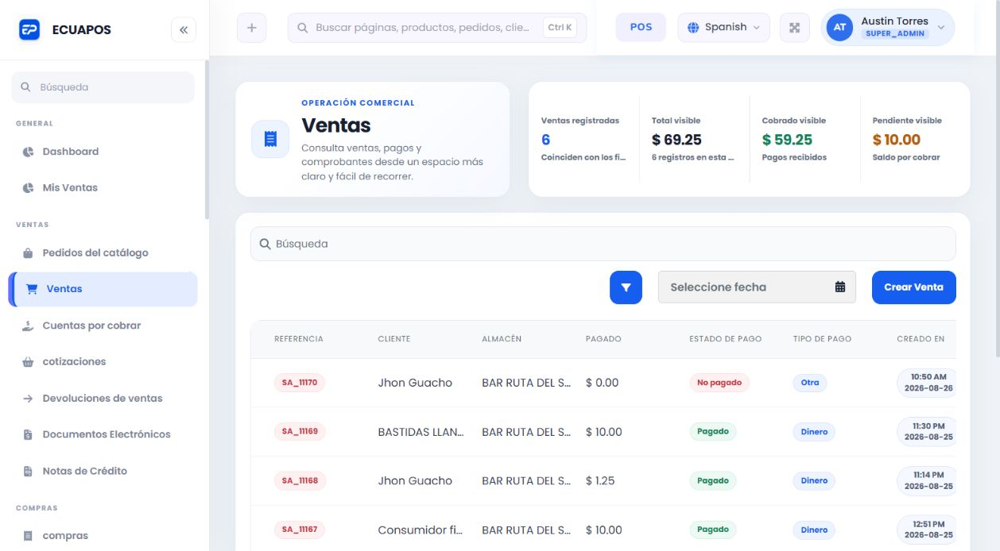 ECUAPOS
Búsqueda
GENERAL
Dashboard
Mis Ventas
VENTAS
Pedidos del catálogo
Ventas
Cuentas por cobrar
cotizaciones
Devoluciones de ventas
Documentos Electrónicos
Notas de Crédito
COMPRAS
compras
Buscar páginas, productos, pedidos, clie... Ctrl K
POS
Spanish
AT
Austin Torres
SUPER_ADMIN
OPERACIÓN COMERCIAL
Ventas
Consulta ventas, pagos y
comprobantes desde un espacio más
claro y fácil de recorrer.
Ventas registradas
6
Coinciden con los fi...
Total visible
$ 69.25
6 registros en esta ...
Cobrado visible
$ 59.25
Pagos recibidos
Pendiente visible
$ 10.00
Saldo por cobrar
Búsqueda
Seleccione fecha
Crear Venta
REFERENCIA CLIENTE ALMACÉN PAGADO ESTADO DE PAGO TIPO DE PAGO CREADO EN
SA_11170 Jhon Guacho BAR RUTA DEL S... $ 0.00 No pagado Otra 10:50 AM
2026-08-26
SA_11169 BASTIDAS LLAN... BAR RUTA DEL S... $ 10.00 Pagado Dinero 11:30 PM
2026-08-25
SA_11168 Jhon Guacho BAR RUTA DEL S... $ 1.25 Pagado Dinero 11:14 PM
2026-08-25
SA_11167 Consumidor fi... BAR RUTA DEL S... $ 10.00 Pagado Dinero 12:51 PM
2026-08-25